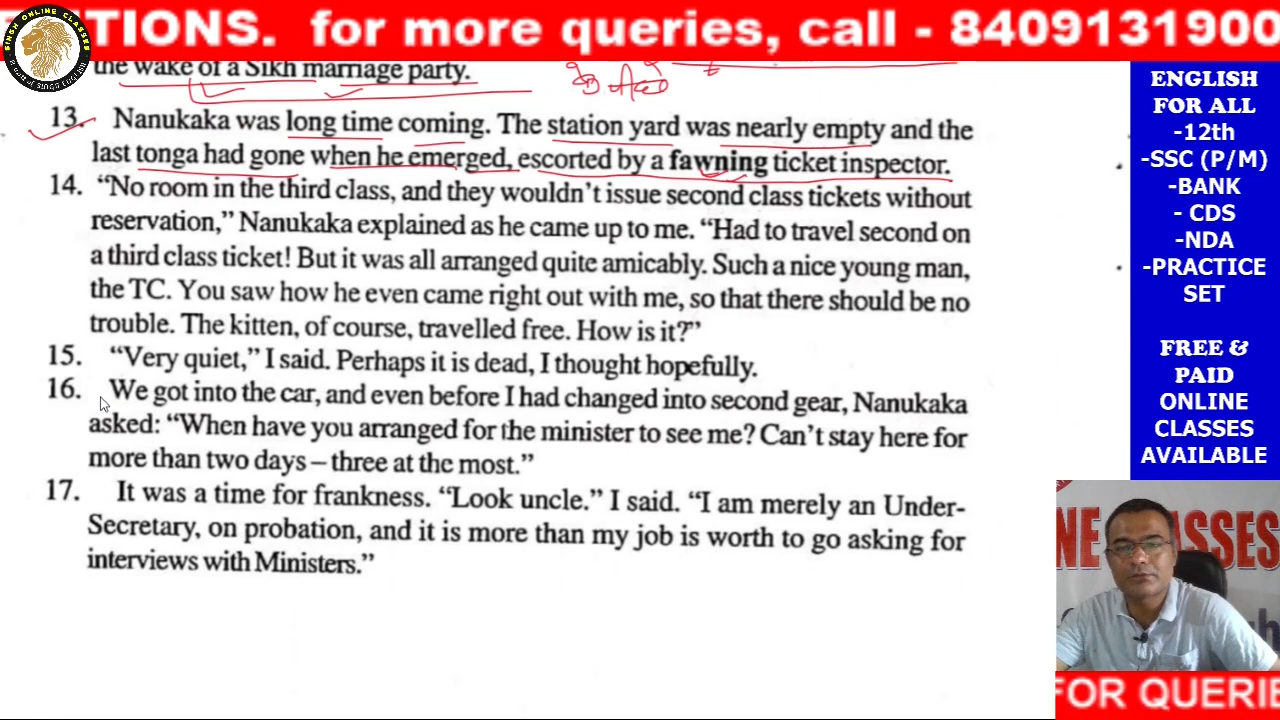 TIONS. for more queries, call - 8409131900
SINGH ONLINE CLASSES
the wake of a Sikh marriage party.
13. Nanukaka was long time coming. The station yard was nearly empty and the
last tonga had gone when he emerged, escorted by a fawning ticket inspector.
14. “No room in the third class, and they wouldn’t issue second class tickets without
reservation,” Nanukaka explained as he came up to me. “Had to travel second on
a third class ticket! But it was all arranged quite amicably. Such a nice young man,
the TC. You saw how he even came right out with me, so that there should be no
trouble. The kitten, of course, travelled free. How is it?”
15. “Very quiet,” I said. Perhaps it is dead, I thought hopefully.
16. We got into the car, and even before I had changed into second gear, Nanukaka
asked: “When have you arranged for the minister to see me? Can’t stay here for
more than two days – three at the most.”
17. It was a time for frankness. “Look uncle.” I said. “I am merely an Under-
Secretary, on probation, and it is more than my job is worth to go asking for
interviews with Ministers.”
ENGLISH
FOR ALL
-12th
-SSC (P/M)
-BANK
- CDS
-NDA
-PRACTICE
SET
FREE &
PAID
ONLINE
CLASSES
AVAILABLE
NE CLASSES
FOR QUERIE